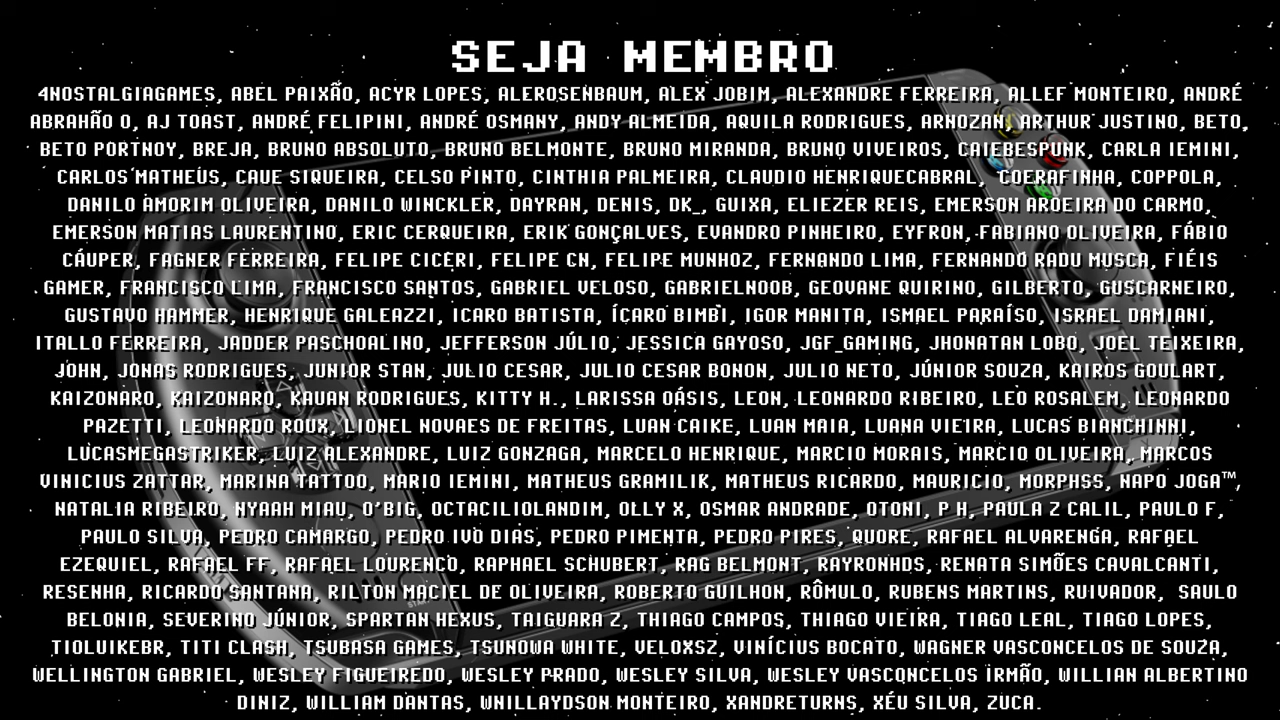 SEJA MEMBRO
4NOSTALGIAGAMES, ABEL PAIXÃO, ACYR LOPES, ALEROSENBAUM, ALEX JOBIM, ALEXANDRE FERREIRA, ALLEF MONTEIRO, ANDRÉ
ABRAHÃO O, AJ TOAST, ANDRÉ FELIPINI, ANDRÉ OSMANY, ANDY ALMEIDA, AQUILA RODRIGUES, ARNOZAN, ARTHUR JUSTINO, BETO,
BETO PORTNOY, BREJA, BRUNO ABSOLUTO, BRUNO BELMONTE, BRUNO MIRANDA, BRUNO VIVEIROS, CAIEBESPUNK, CARLA IEMINI,
CARLOS MATHEUS, CAUE SIQUEIRA, CELSO PINTO, CINTHIA PALMEIRA, CLAUDIO HENRIQUECABRAL, COERAFINHA, COPPOLA,
DANILO AMORIM OLIVEIRA, DANILO WINCKLER, DAYRAN, DENIS, DK_, GUIXA, ELIEZER REIS, EMERSON AROEIRA DO CARMO,
EMERSON MATIAS LAURENTINO, ERIC CERQUEIRA, ERIK GONÇALVES, EVANDRO PINHEIRO, EYFRON, FABIANO OLIVEIRA, FÁBIO
CÁUPER, FAGNER FERREIRA, FELIPE CICERI, FELIPE CN, FELIPE MUNHOZ, FERNANDO LIMA, FERNANDO RADU MUSCA, FIÉIS
GAMER, FRANCISCO LIMA, FRANCISCO SANTOS, GABRIEL VELOSO, GABRIELNOOB, GEOVANE QUIRINO, GILBERTO, GUSCARNEIRO,
GUSTAVO HAMMER, HENRIQUE GALEAZZI, ICARO BATISTA, ÍCARO BIMBI, IGOR MANITA, ISMAEL PARAÍSO, ISRAEL DAMIANI,
ITALLO FERREIRA, JADDER PASCHOALINO, JEFFERSON JÚLIO, JESSICA GAYOSO, JGF_GAMING, JHONATAN LOBO, JOEL TEIXEIRA,
JOHN, JONAS RODRIGUES, JUNIOR STAN, JULIO CESAR, JULIO CESAR BONON, JULIO NETO, JÚNIOR SOUZA, KAIROS GOULART,
KAIZONARO, KAIZONARO, KAUAN RODRIGUES, KITTY H., LARISSA OÁSIS, LEON, LEONARDO RIBEIRO, LEO ROSALEM, LEONARDO
PAZETTI, LEONARDO ROUX, LIONEL NOVAES DE FREITAS, LUAN CAIKE, LUAN MAIA, LUANA VIEIRA, LUCAS BIANCHINNI,
LUCASMEGASTRIKER, LUIZ ALEXANDRE, LUIZ GONZAGA, MARCELO HENRIQUE, MARCIO MORAIS, MARCIO OLIVEIRA, MARCOS
VINICIUS ZATTAR, MARINA TATTOO, MARIO IEMINI, MATHEUS GRAMILIK, MATHEUS RICARDO, MAURICIO, MORPHSS, NAPO JOGA™,
NATALIA RIBEIRO, NYAAH MIAU, O'BIG, OCTACILIOLANDIM, OLLY X, OSMAR ANDRADE, OTONI, P H, PAULA Z CALIL, PAULO F,
PAULO SILVA, PEDRO CAMARGO, PEDRO IVO DIAS, PEDRO PIMENTA, PEDRO PIRES, QUORE, RAFAEL ALVARENGA, RAFAEL
EZEQUIEL, RAFAEL FF, RAFAEL LOURENCO, RAPHAEL SCHUBERT, RAG BELMONT, RAYRONHDS, RENATA SIMÕES CAVALCANTI,
RESENHA, RICARDO SANTANA, RILTON MACIEL DE OLIVEIRA, ROBERTO GUILHON, RÔMULO, RUBENS MARTINS, RUIVADOR, SAULO
BELONIA, SEVERINO JÚNIOR, SPARTAN HEXUS, TAIGUARA Z, THIAGO CAMPOS, THIAGO VIEIRA, TIAGO LEAL, TIAGO LOPES,
TIOLUIKEBR, TITI CLASH, TSUBASA GAMES, TSUNOWA WHITE, VELOXSZ, VINÍCIUS BOCATO, WAGNER VASCONCELOS DE SOUZA,
WELLINGTON GABRIEL, WESLEY FIGUEIREDO, WESLEY PRADO, WESLEY SILVA, WESLEY VASCONCELOS IRMÃO, WILLIAN ALBERTINO
DINIZ, WILLIAM DANTAS, WNILLAYDSON MONTEIRO, XANDRETURNS, XÉU SILVA, ZUCA.